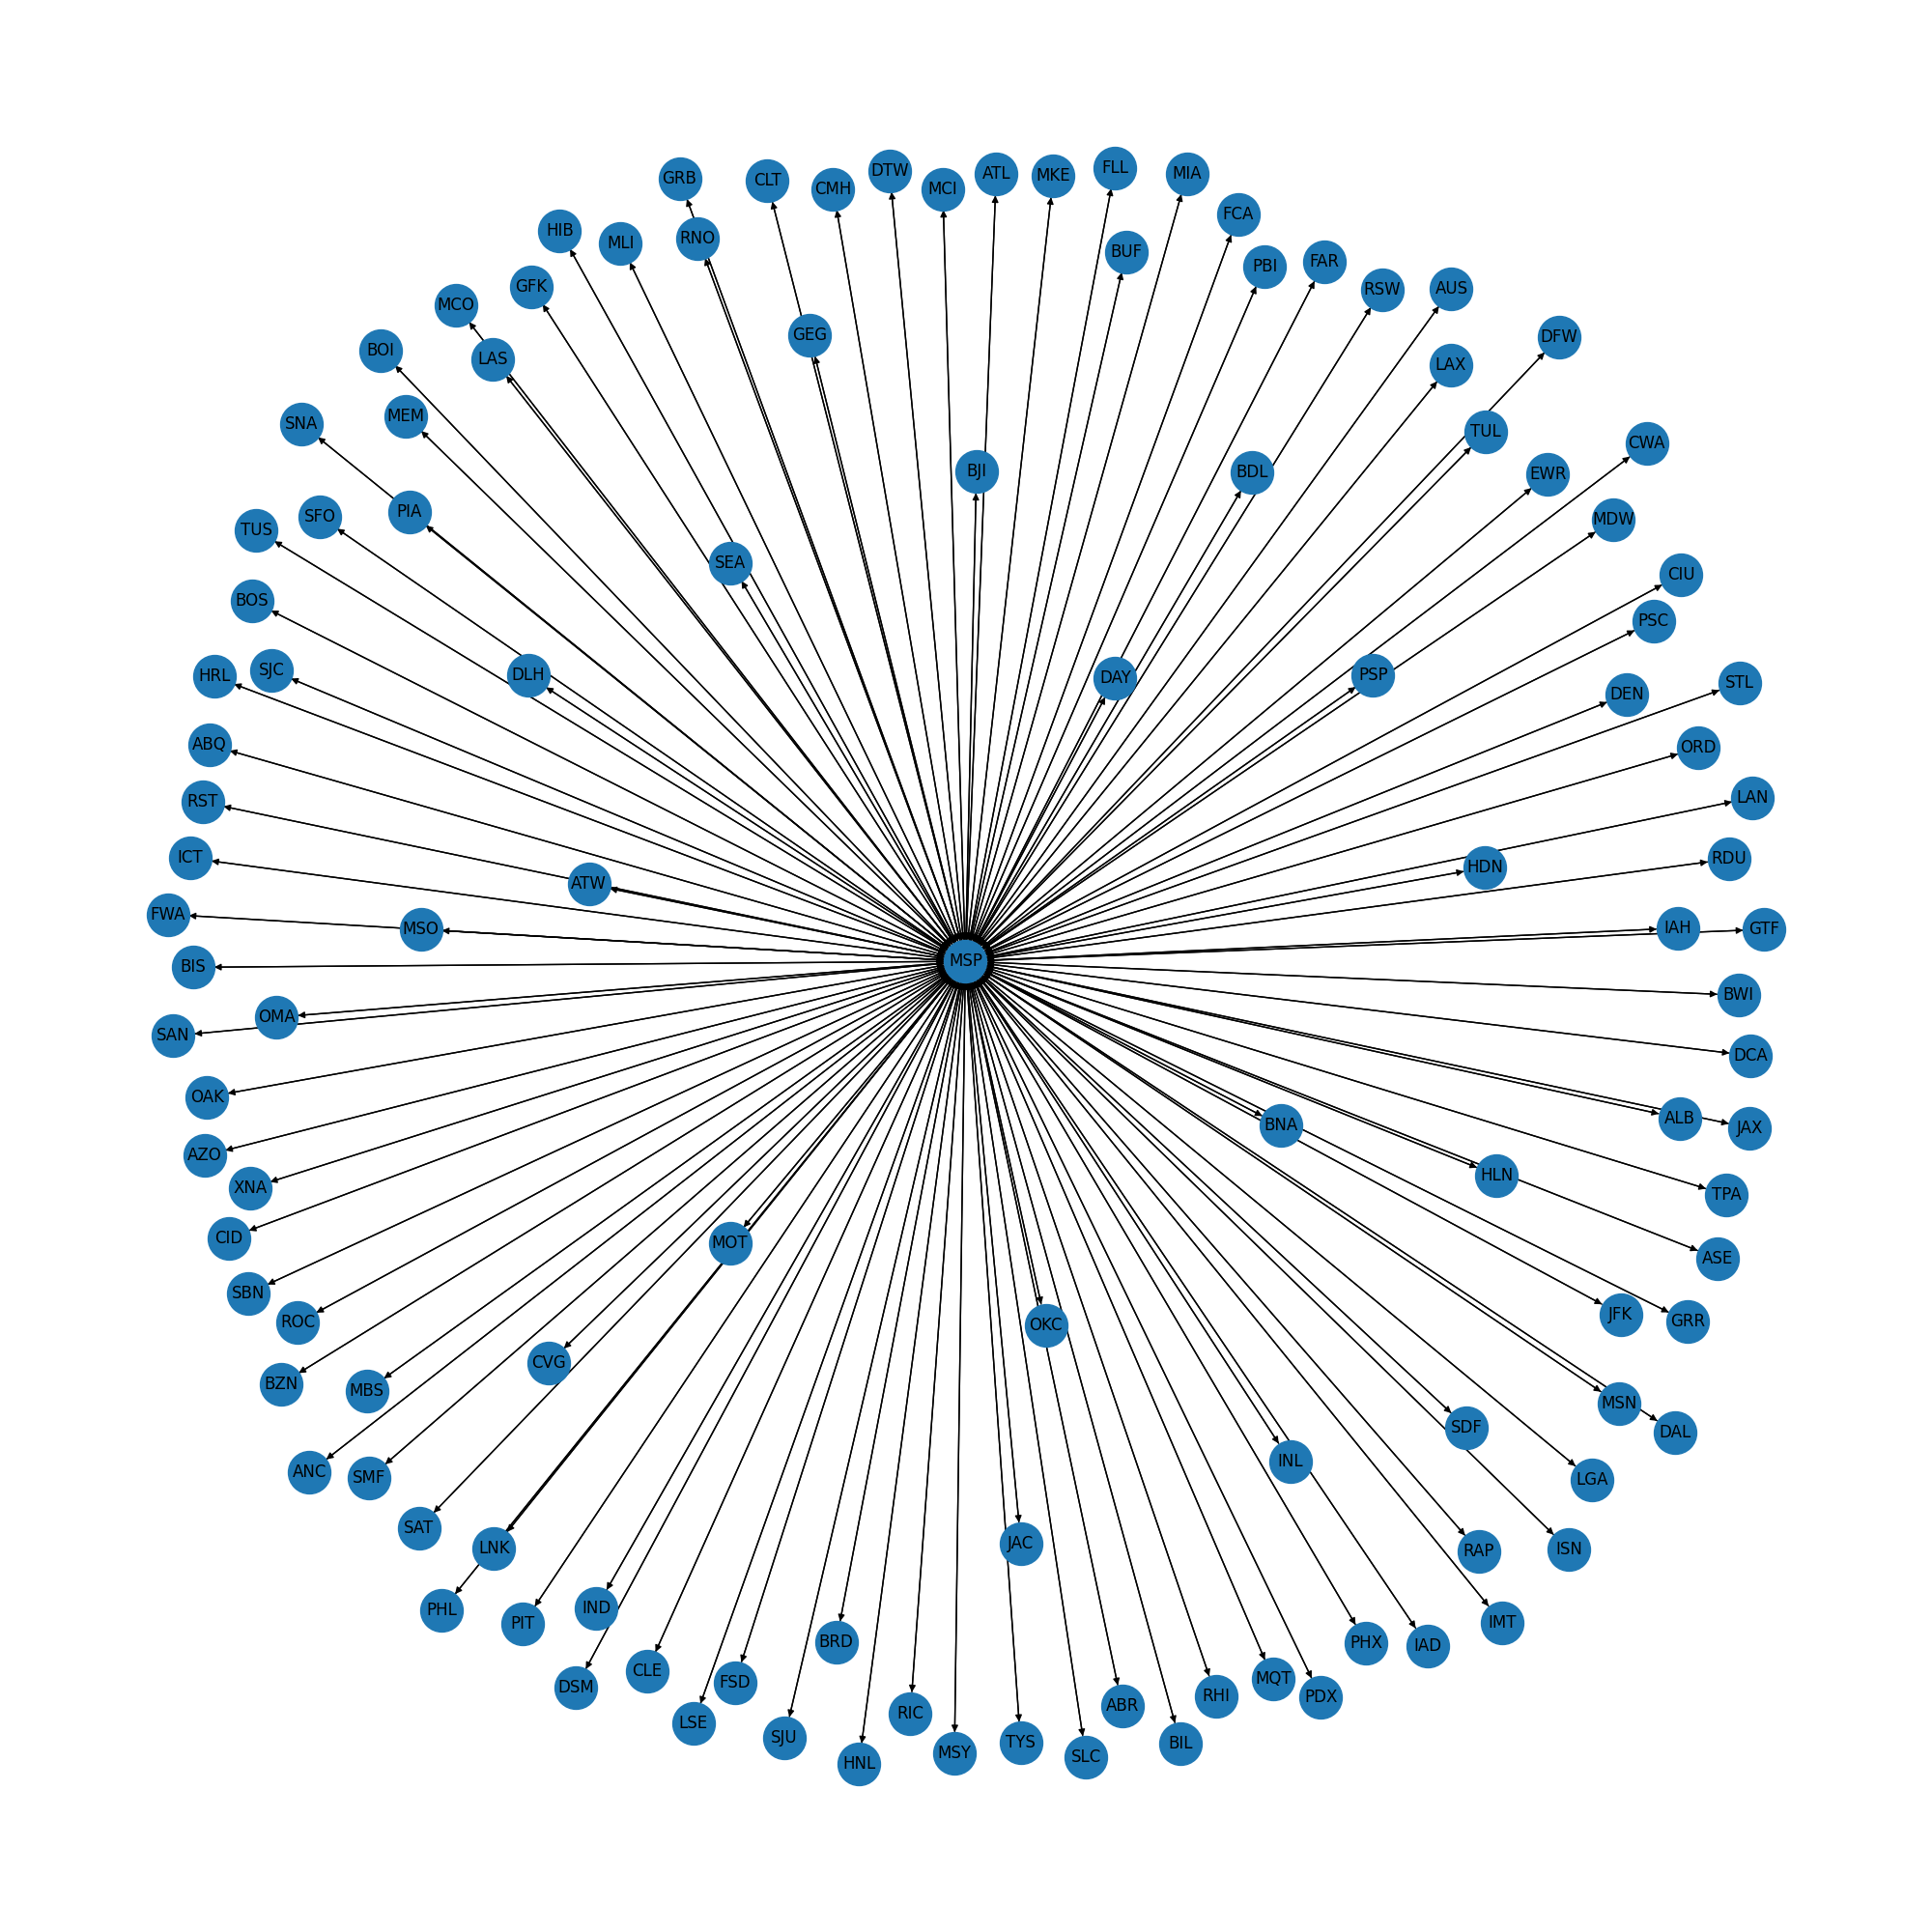 FLL
DTW
ATL
MIA
MKE
GRB
CLT
CMH
MCI
FCA
HIB
RNO
MLI
BUF
FAR
PBI
GFK
AUS
RSW
MCO
GEG
DFW
BOI
LAS
LAX
MEM
SNA
TUL
CWA
BJI
BDL
EWR
PIA
SFO
MDW
TUS
SEA
CIU
BOS
PSC
SJC
HRL
DLH
DAY
PSP
STL
DEN
ABQ
ORD
LAN
RST
ICT
RDU
HDN
ATW
FWA
MSO
IAH
GTF
MSP
BIS
BWI
OMA
SAN
DCA
OAK
ALB
BNA
JAX
AZO
HLN
XNA
TPA
CID
MOT
ASE
SBN
JFK
ROC
GRR
OKC
CVG
BZN
MBS
MSN
SDF
DAL
INL
ANC
SMF
LGA
SAT
JAC
LNK
ISN
RAP
IND
PHL
PIT
IMT
BRD
PHX
IAD
CLE
MQT
FSD
DSM
RHI
PDX
ABR
RIC
LSE
SJU
TYS
BIL
MSY
SLC
HNL